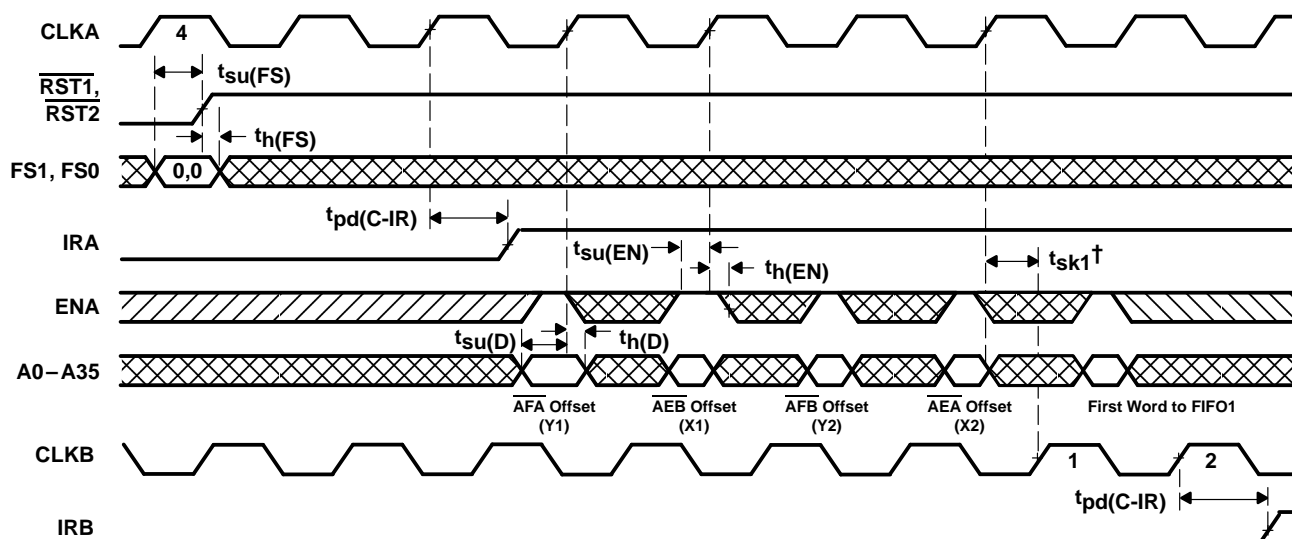 CLKA
4
tsu(FS)
RST1,
RST2
th(FS)
FS1, FS0
0,0
tpd(C-IR)
IRA
tsu(EN)
th(EN)
tsk1†
ENA
tsu(D)
th(D)
A0–A35
AFA Offset
(Y1)
AEB Offset
(X1)
AFB Offset
(Y2)
AEA Offset
(X2)
First Word to FIFO1
CLKB
1
2
tpd(C-IR)
IRB